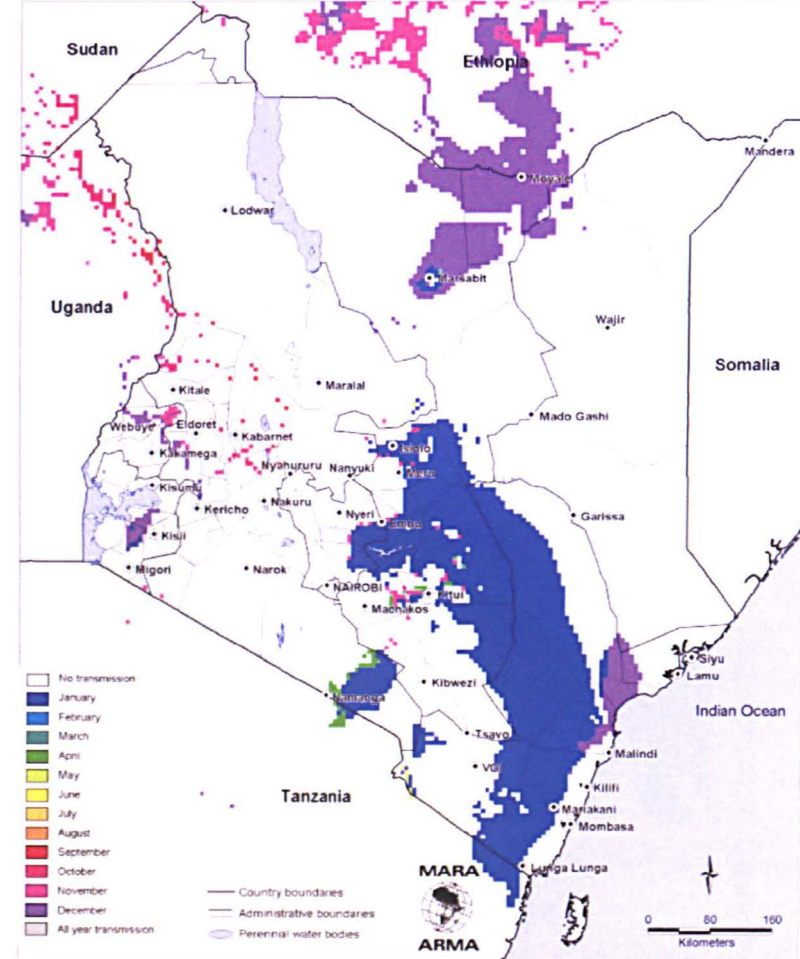 Sudan
Ethiopia
Mandera
Moyale
Lodwar
Marsabit
Uganda
Wajir
Somalia
Maralal
Kitale
Mado Gashi
Webuye
Eldoret
Kabarnet
Isiolo
Kakamega
Nyahururu
Nanyuki
Meru
Kisumu
Nakuru
Kericho
Nyeri
Garissa
Embu
Kisii
Migori
Narok
NAIROBI
Kitui
Machakos
Siyu
Lamu
Kibwezi
Namanga
Indian Ocean
Tsavo
Malindi
Voi
Kilifi
Tanzania
Mariakani
Mombasa
Lunga Lunga
No transmission
January
February
March
April
May
June
July
August
September
October
November
December
All year transmission
Country boundaries
Administrative boundaries
Perennial water bodies
MARA
ARMA
0 80 160
Kilometers